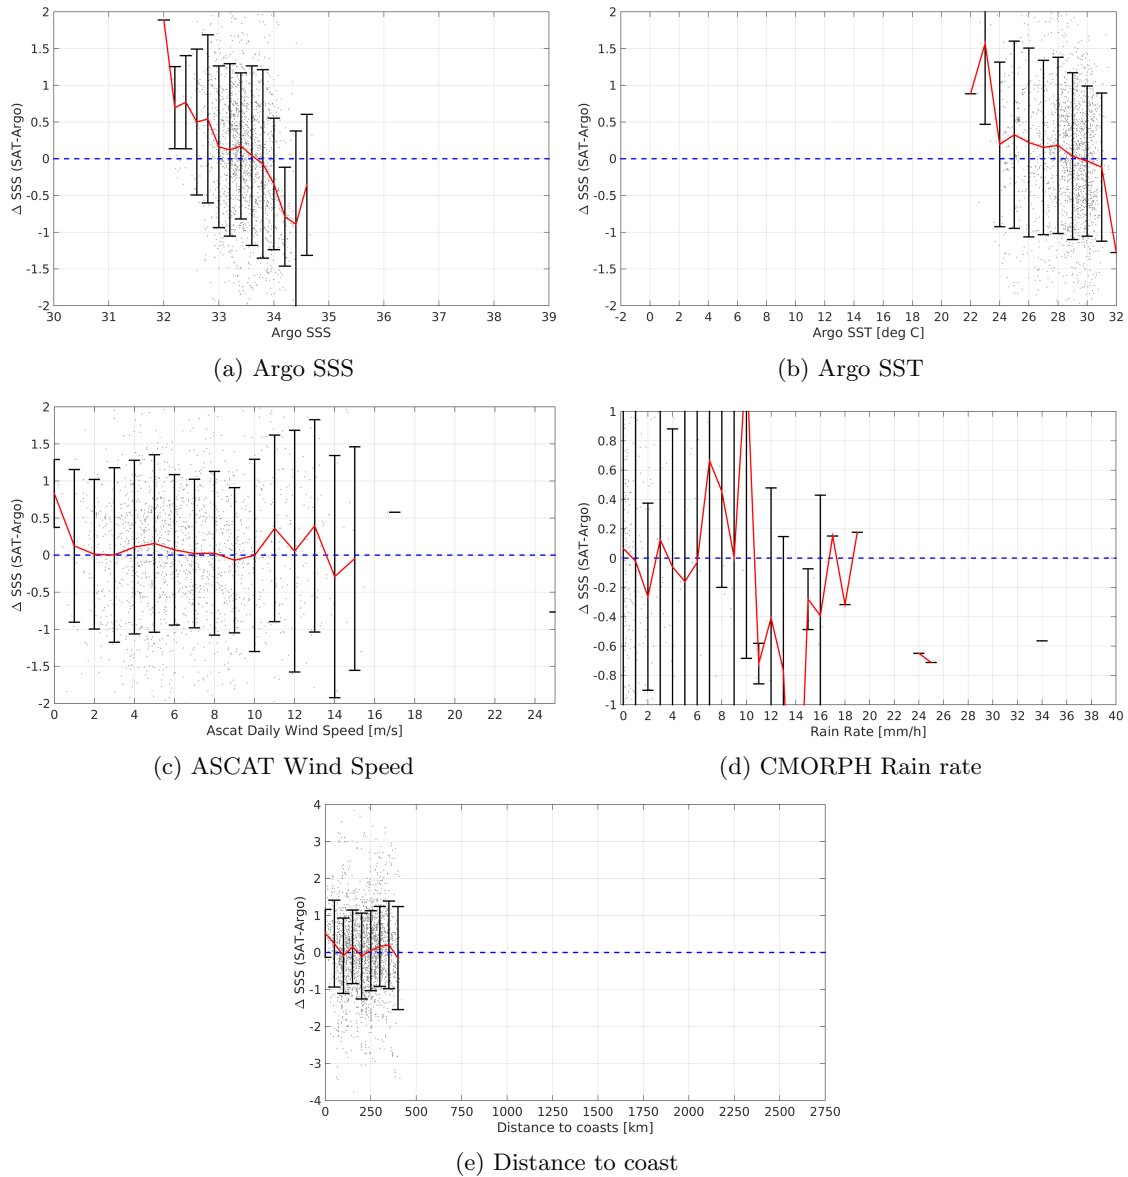 2
1.5
1
0.5
0
-0.5
-1
-1.5
-2
Δ SSS (SAT-Argo)
30 31 32 33 34 35 36 37 38 39
Argo SSS
(a) Argo SSS
2
1.5
1
0.5
0
-0.5
-1
-1.5
-2
Δ SSS (SAT-Argo)
-2 0 2 4 6 8 10 12 14 16 18 20 22 24 26 28 30 32
Argo SST [deg C]
(b) Argo SST
2
1.5
1
0.5
0
-0.5
-1
-1.5
-2
Δ SSS (SAT-Argo)
0 2 4 6 8 10 12 14 16 18 20 22 24
Ascat Daily Wind Speed [m/s]
(c) ASCAT Wind Speed
1
0.8
0.6
0.4
0.2
0
-0.2
-0.4
-0.6
-0.8
-1
Δ SSS (SAT-Argo)
0 2 4 6 8 10 12 14 16 18 20 22 24 26 28 30 32 34 36 38 40
Rain Rate [mm/h]
(d) CMORPH Rain rate
4
3
2
1
0
-1
-2
-3
-4
Δ SSS (SAT-Argo)
0 250 500 750 1000 1250 1500 1750 2000 2250 2500 2750
Distance to coasts [km]
(e) Distance to coast